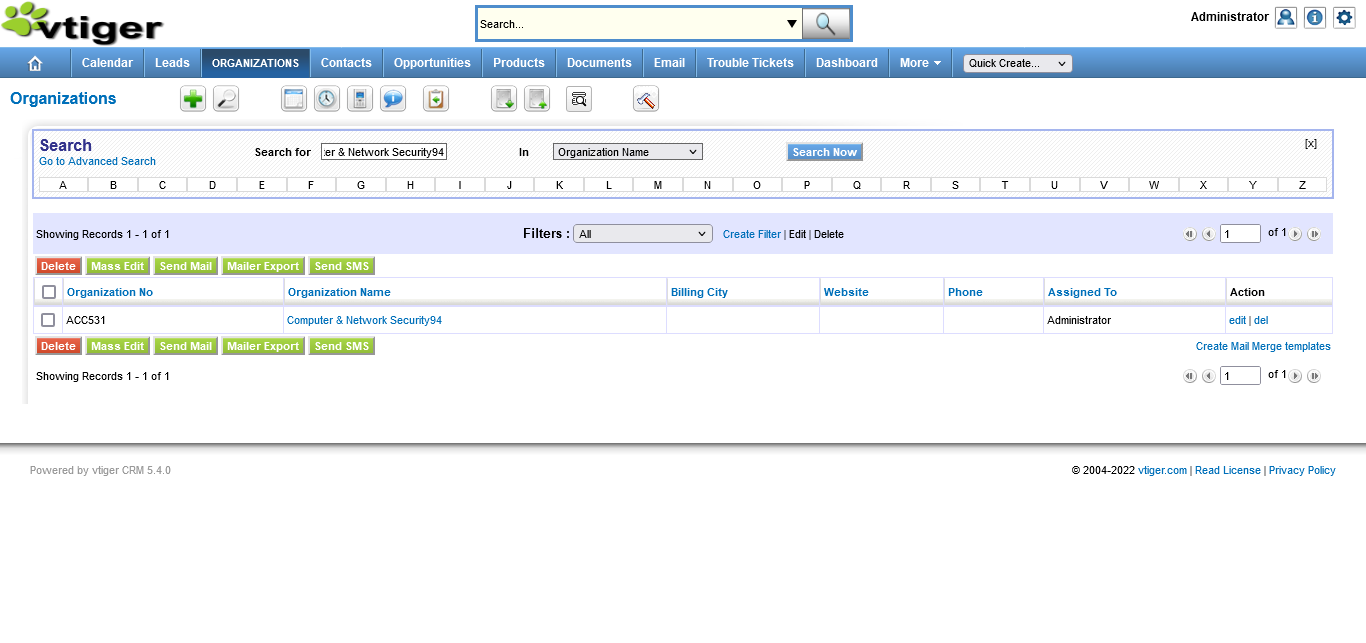 vtiger
Search...
Administrator
Calendar Leads ORGANIZATIONS Contacts Opportunities Products Documents Email Trouble Tickets Dashboard More Quick Create...
Organizations
Search
Go to Advanced Search
Search for
er & Network Security94
In
Organization Name
Search Now
[x]
A B C D E F G H I J K L M N O P Q R S T U V W X Y Z
Showing Records 1 - 1 of 1
Filters : All
Create Filter | Edit | Delete
1 of 1
Delete Mass Edit Send Mail Mailer Export Send SMS
Organization No Organization Name Billing City Website Phone Assigned To Action
ACC531 Computer & Network Security94 Administrator edit | del
Delete Mass Edit Send Mail Mailer Export Send SMS
Create Mail Merge templates
Showing Records 1 - 1 of 1
1 of 1
Powered by vtiger CRM 5.4.0
© 2004-2022 vtiger.com | Read License | Privacy Policy